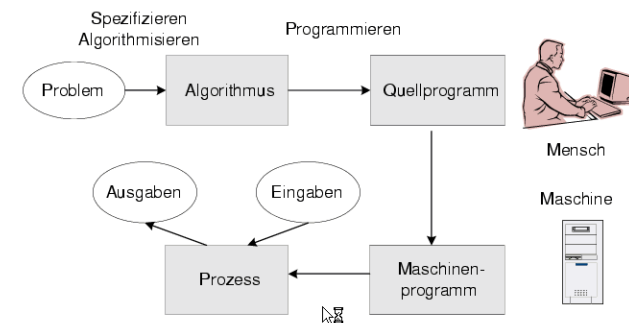 Spezifizieren
Algorithmisieren
Programmieren
Problem
Algorithmus
Quellprogramm
Mensch
Ausgaben
Eingaben
Maschine
Prozess
Maschinen-
programm